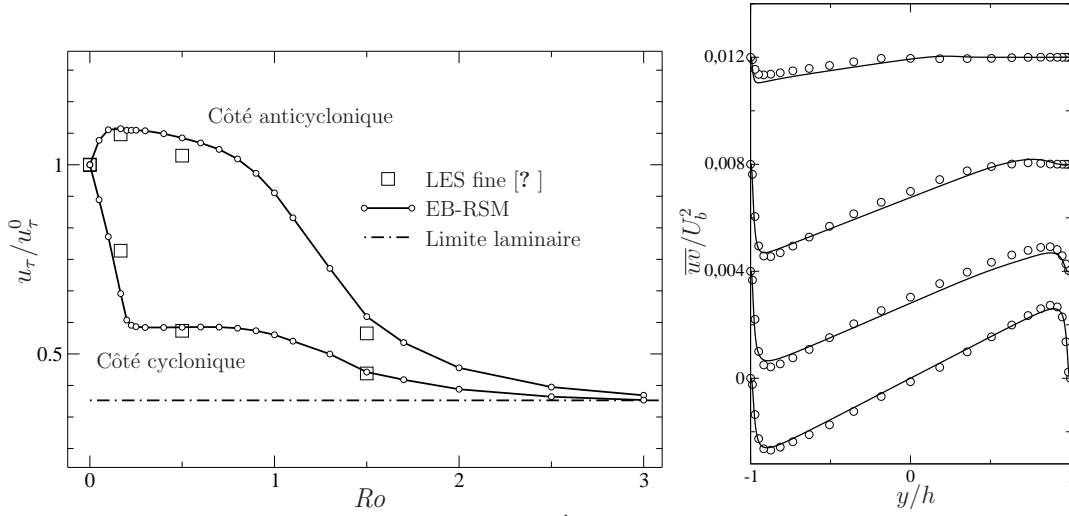 u_τ/u_τ^0
1
0.5
Côté anticyclonique
LES fine [? ]
EB-RSM
Limite laminaire
Côté cyclonique
0
1
2
3
Ro
\overline{uv}/U_b^2
0,012
0,008
0,004
0
-1
0
y/h